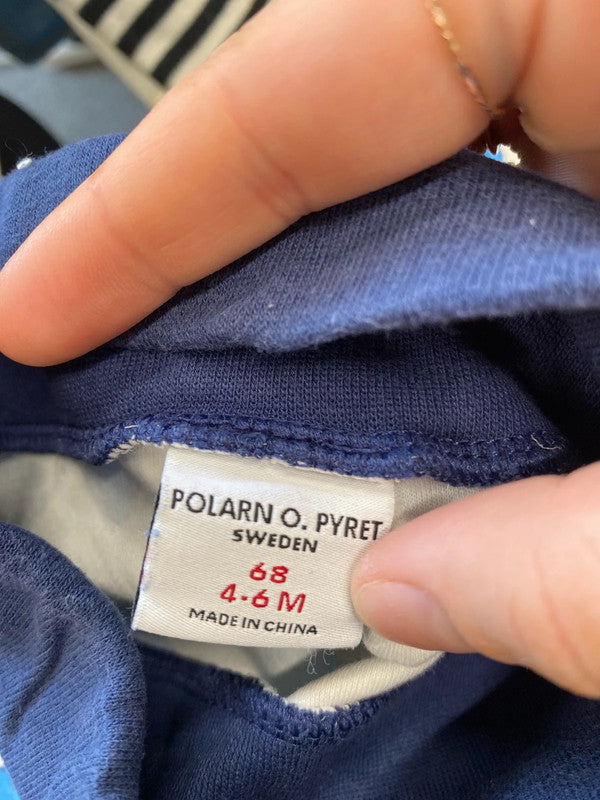 POLARN O. PYRET
SWEDEN
68
4-6 M
MADE IN CHINA